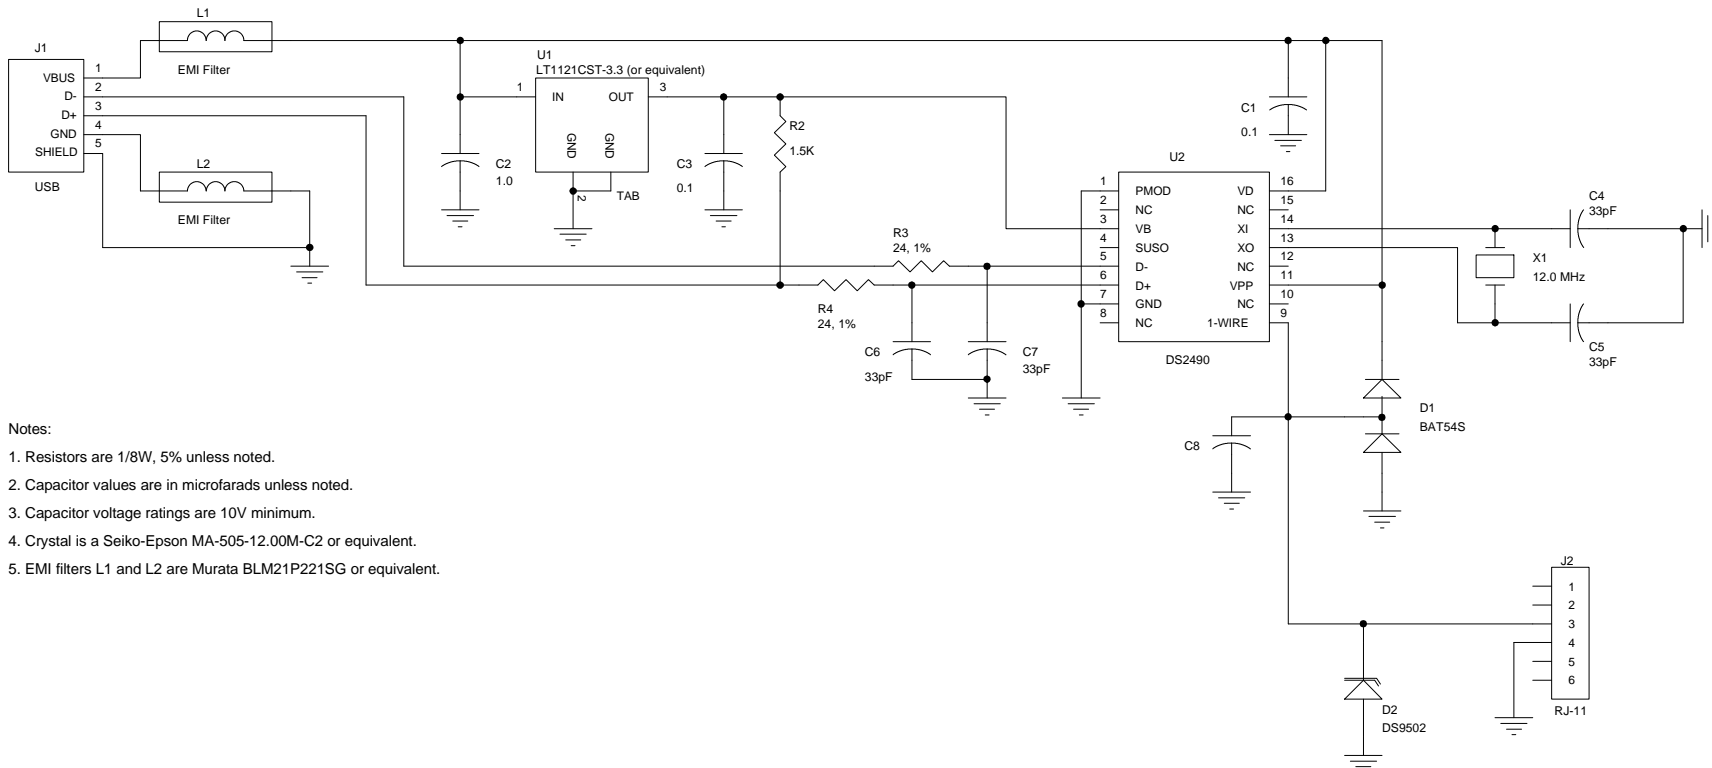 L1
EMI Filter
J1
VBUS
D-
D+
GND
SHIELD
1
2
3
4
5
USB
L2
EMI Filter
U1
LT1121CST-3.3 (or equivalent)
1
IN
OUT
3
GND
GND
2
TAB
C2
1.0
C3
0.1
R2
1.5K
C1
0.1
R3
24, 1%
R4
24, 1%
C6
33pF
C7
33pF
U2
1
2
3
4
5
6
7
8
PMOD
NC
VB
SUSO
D-
D+
GND
NC
VD
NC
XI
XO
NC
VPP
NC
1-WIRE
16
15
14
13
12
11
10
9
DS2490
C4
33pF
X1
12.0 MHz
C5
33pF
D1
BAT54S
C8
Notes:
1. Resistors are 1/8W, 5% unless noted.
2. Capacitor values are in microfarads unless noted.
3. Capacitor voltage ratings are 10V minimum.
4. Crystal is a Seiko-Epson MA-505-12.00M-C2 or equivalent.
5. EMI filters L1 and L2 are Murata BLM21P221SG or equivalent.
J2
1
2
3
4
5
6
RJ-11
D2
DS9502